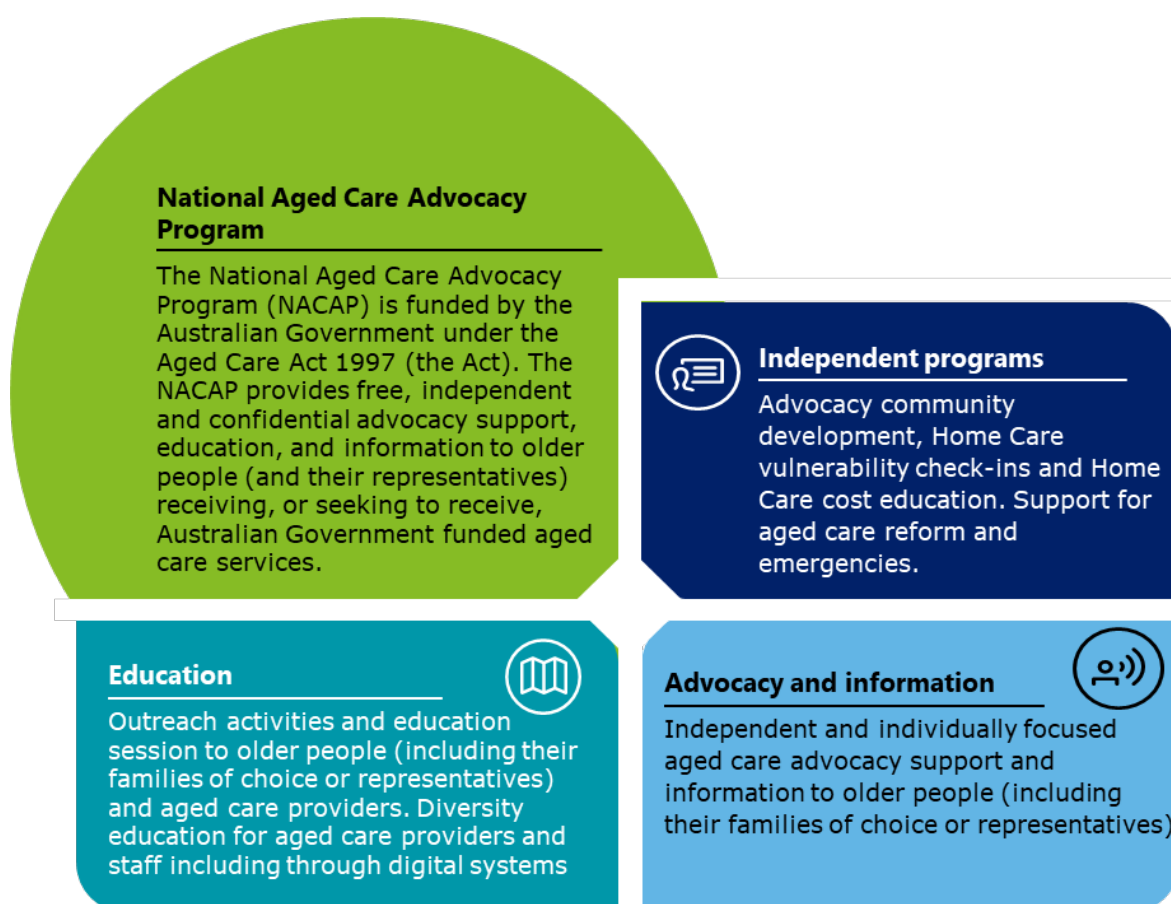 National Aged Care Advocacy
Program
The National Aged Care Advocacy
Program (NACAP) is funded by the
Australian Government under the
Aged Care Act 1997 (the Act). The
NACAP provides free, independent
and confidential advocacy support,
education, and information to older
people (and their representatives)
receiving, or seeking to receive,
Australian Government funded aged
care services.
Independent programs
Advocacy community
development, Home Care
vulnerability check-ins and Home
Care cost education. Support for
aged care reform and
emergencies.
Education
Outreach activities and education
session to older people (including their
families of choice or representatives)
and aged care providers. Diversity
education for aged care providers and
staff including through digital systems
Advocacy and information
Independent and individually focused
aged care advocacy support and
information to older people (including
their families of choice or representatives)